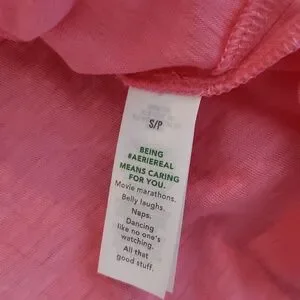 S/P
BEING
#AERIEREAL
MEANS CARING
FOR YOU.
Movie marathons.
Belly laughs.
Naps.
Dancing
like no one's
watching.
All that
good stuff.